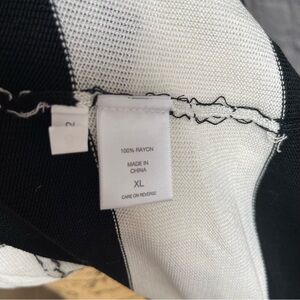 100% RAYON
MADE IN
CHINA
XL
CARE ON REVERSE